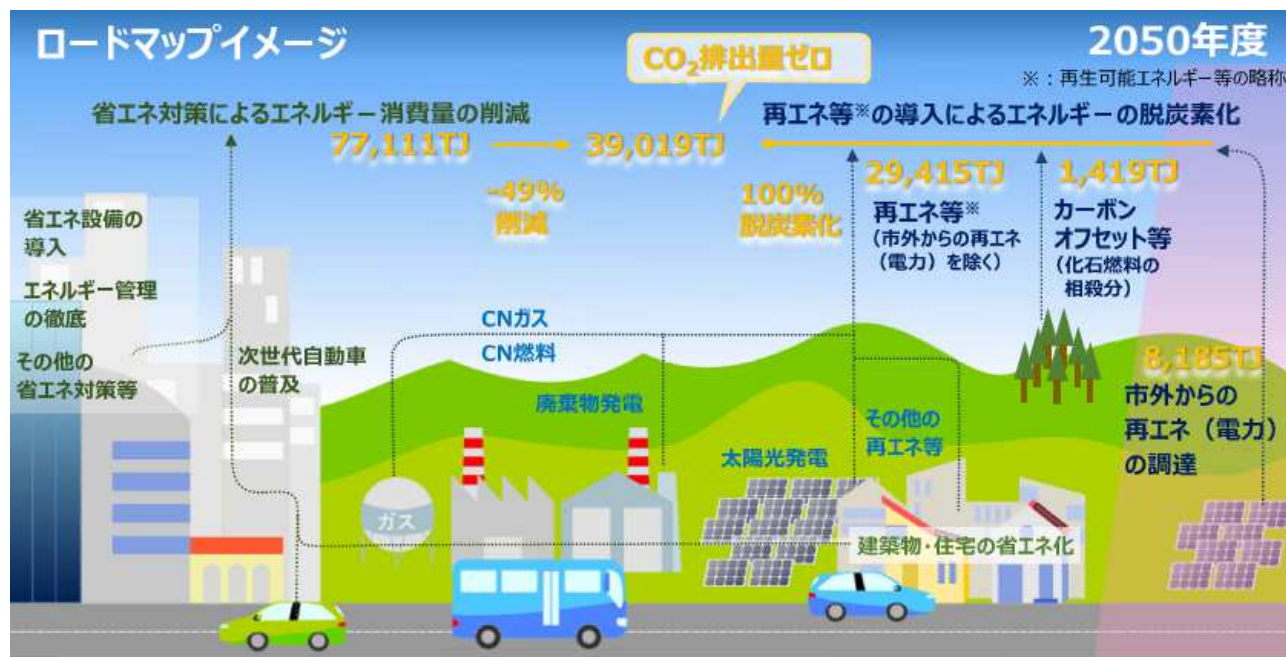 ロードマップイメージ
2050年度
CO₂排出量ゼロ
※：再生可能エネルギー等の略称
省エネ対策によるエネルギー消費量の削減
再エネ等※の導入によるエネルギーの脱炭素化
77,111TJ
39,019TJ
-49%
削減
100%
脱炭素化
29,415TJ
再エネ等※
（市外からの再エネ
（電力）を除く）
1,419TJ
カーボン
オフセット等
（化石燃料の
相殺分）
省エネ設備の
導入
エネルギー管理
の徹底
その他の
省エネ対策等
次世代自動車
の普及
CNガス
CN燃料
廃棄物発電
太陽光発電
その他の
再エネ等
8,185TJ
市外からの
再エネ（電力）
の調達
ガス
建築物・住宅の省エネ化